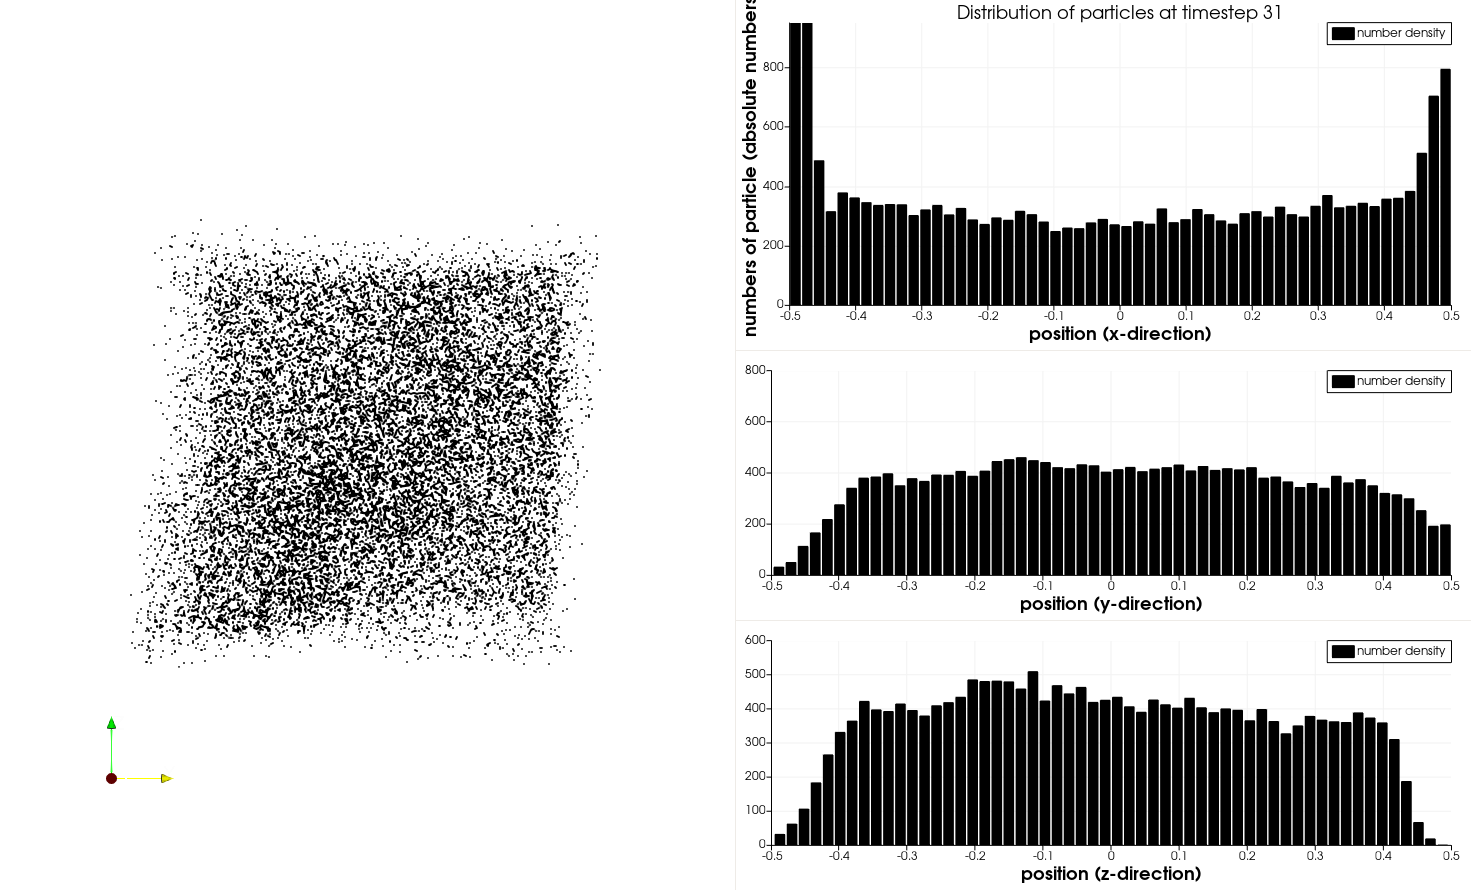 Distribution of particles at timestep 31
number density
numbers of particle (absolute numbers
800
600
400
200
0
-0.5 -0.4 -0.3 -0.2 -0.1 0 0.1 0.2 0.3 0.4 0.5
position (x-direction)
number density
800
600
400
200
0
-0.5 -0.4 -0.3 -0.2 -0.1 0 0.1 0.2 0.3 0.4 0.5
position (y-direction)
number density
600
500
400
300
200
100
0
-0.5 -0.4 -0.3 -0.2 -0.1 0 0.1 0.2 0.3 0.4 0.5
position (z-direction)